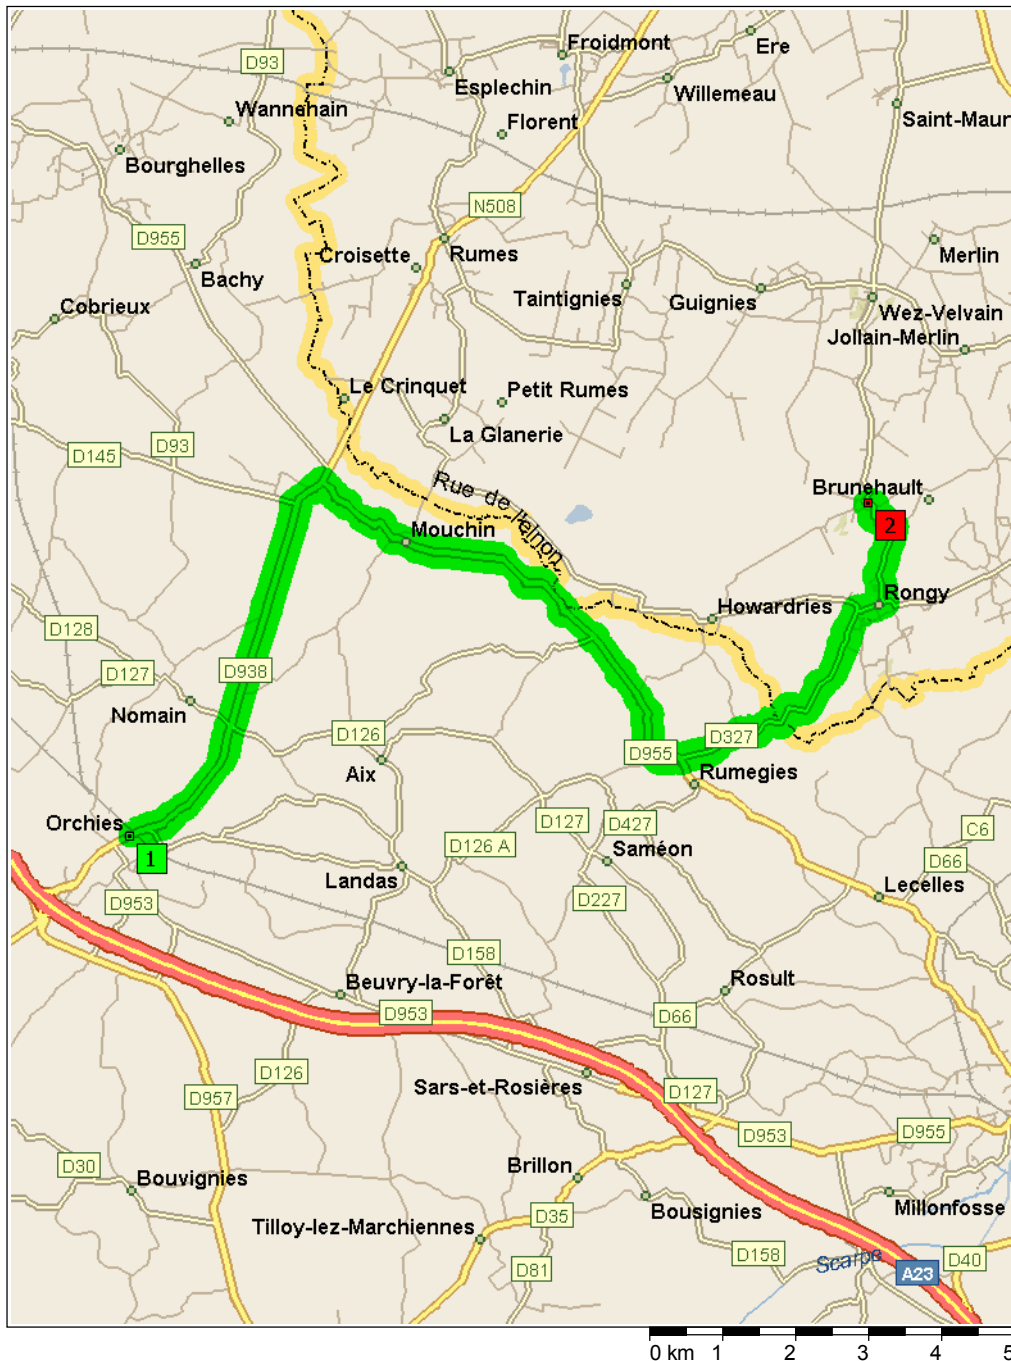 D93
Froidmont
Ere
Esplechin
Willemeau
Wannehain
Saint-Maur
Florent
Bourghelles
N508
D955
Croisette
Rumes
Merlin
Bachy
Taintignies
Guignies
Cobrieux
Wez-Velvain
Jollain-Merlin
Le Crinquet
Petit Rumes
La Glanerie
D93
D145
Rue de l'elnon
Brunehault
2
Mouchin
Rongy
Howardries
D128
D127
D938
Nomain
D126
D327
D955
Aix
Rumegies
Orchies
D127
D427
C6
1
D126 A
Saméon
D66
Landas
Lecelles
D953
D227
D158
Beuvry-la-Forêt
Rosult
D953
D66
D126
Sars-et-Rosières
D957
D127
D953
D955
D30
Bouvignies
Brillon
Bousignies
Millonfosse
Tilloy-lez-Marchiennes
D35
D158
Scarpe
D40
D81
A23
0 km 1 2 3 4 5